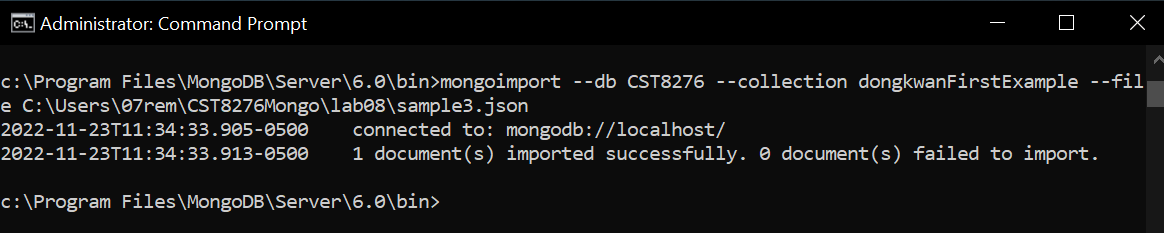 Administrator: Command Prompt
c:\Program Files\MongoDB\Server\6.0\bin>mongoimport --db CST8276 --collection dongkwanFirstExample --fil
e C:\Users\07rem\CST8276Mongo\lab08\sample3.json
2022-11-23T11:34:33.905-0500    connected to: mongodb://localhost/
2022-11-23T11:34:33.913-0500    1 document(s) imported successfully. 0 document(s) failed to import.
c:\Program Files\MongoDB\Server\6.0\bin>